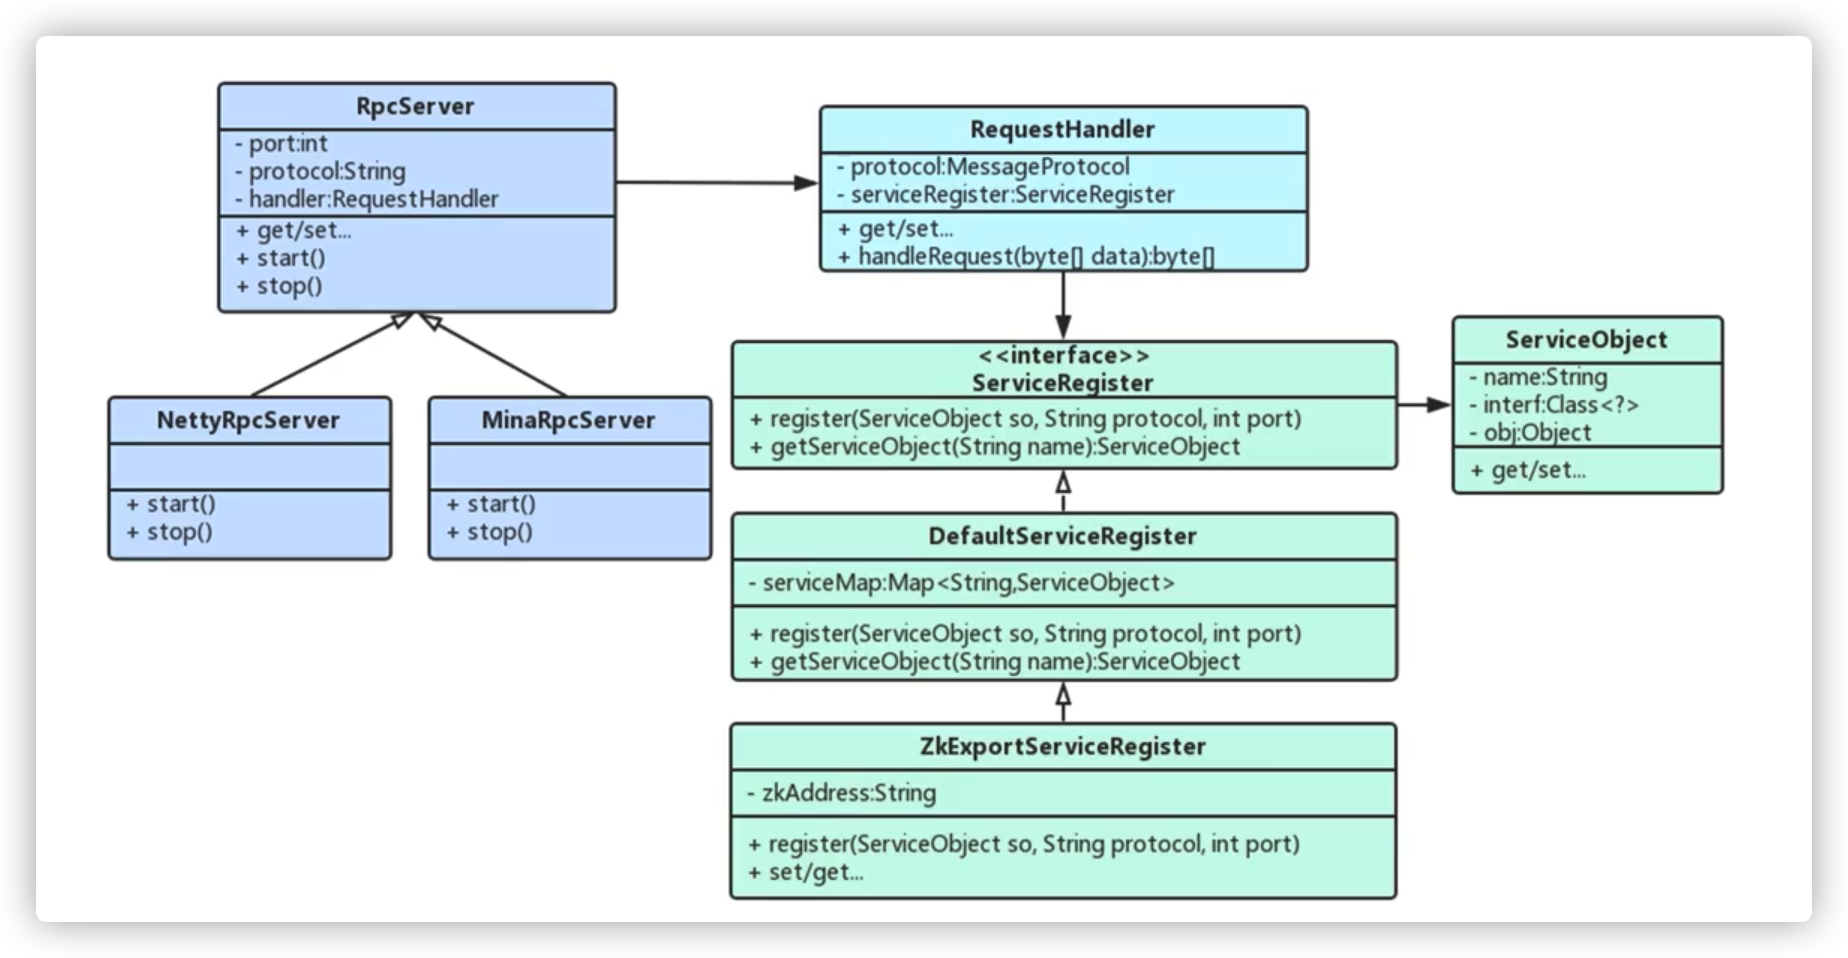 RpcServer
- port:int
- protocol:String
- handler:RequestHandler
+ get/set...
+ start()
+ stop()
RequestHandler
- protocol:MessageProtocol
- serviceRegister:ServiceRegister
+ get/set...
+ handleRequest(byte[] data):byte[]
NettyRpcServer
+ start()
+ stop()
MinaRpcServer
+ start()
+ stop()
<<interface>>
ServiceRegister
+ register(ServiceObject so, String protocol, int port)
+ getServiceObject(String name):ServiceObject
ServiceObject
- name:String
- interf:Class<?>
- obj:Object
+ get/set...
DefaultServiceRegister
- serviceMap:Map<String,ServiceObject>
+ register(ServiceObject so, String protocol, int port)
+ getServiceObject(String name):ServiceObject
ZkExportServiceRegister
- zkAddress:String
+ register(ServiceObject so, String protocol, int port)
+ set/get...